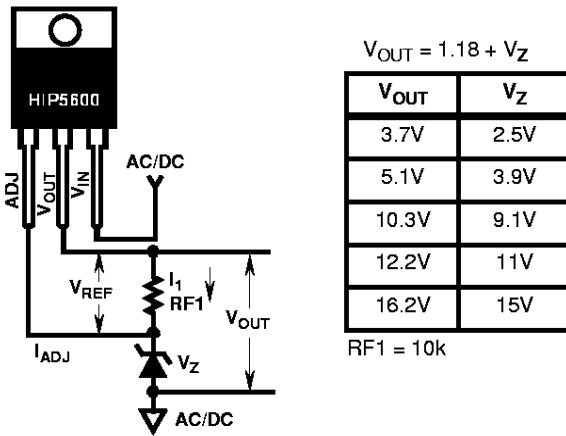 HIP5600
ADJ
VOUT
VIN
AC/DC
VREF
I1
RF1
VOUT
IADJ
VZ
AC/DC
VOUT = 1.18 + VZ
VOUT VZ
3.7V 2.5V
5.1V 3.9V
10.3V 9.1V
12.2V 11V
16.2V 15V
RF1 = 10k